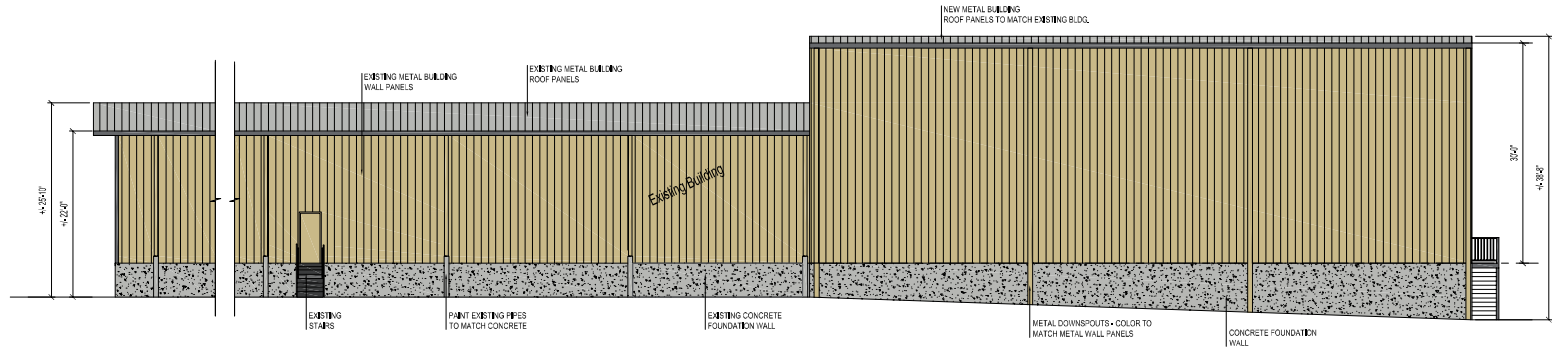 NEW METAL BUILDING
ROOF PANELS TO MATCH EXISTING BLDG.
EXISTING METAL BUILDING
WALL PANELS
EXISTING METAL BUILDING
ROOF PANELS
+/- 25'-10"
+/- 22'-0"
Existing Building
30'-0"
+/- 38'-8"
EXISTING
STAIRS
PAINT EXISTING PIPES
TO MATCH CONCRETE
EXISTING CONCRETE
FOUNDATION WALL
METAL DOWNSPOUTS - COLOR TO
MATCH METAL WALL PANELS
CONCRETE FOUNDATION
WALL